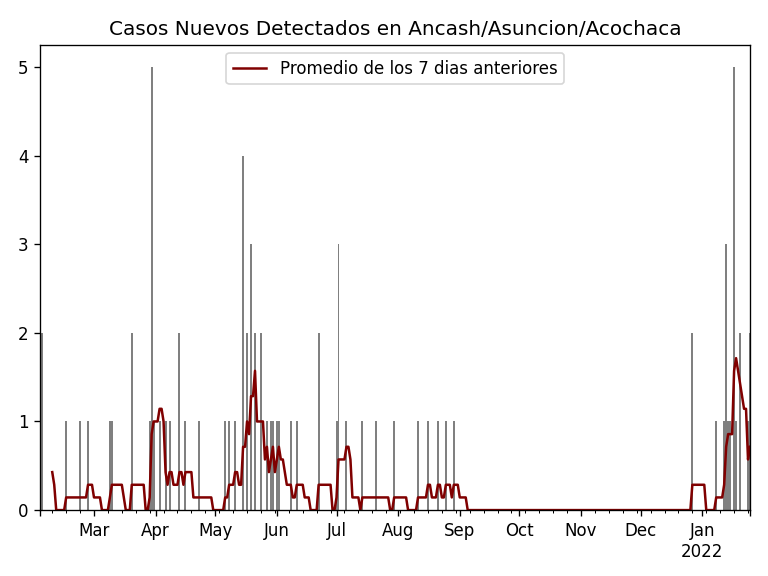 Casos Nuevos Detectados en Ancash/Asuncion/Acochaca
Promedio de los 7 dias anteriores
5
4
3
2
1
0
Mar Apr May Jun Jul Aug Sep Oct Nov Dec Jan
2022